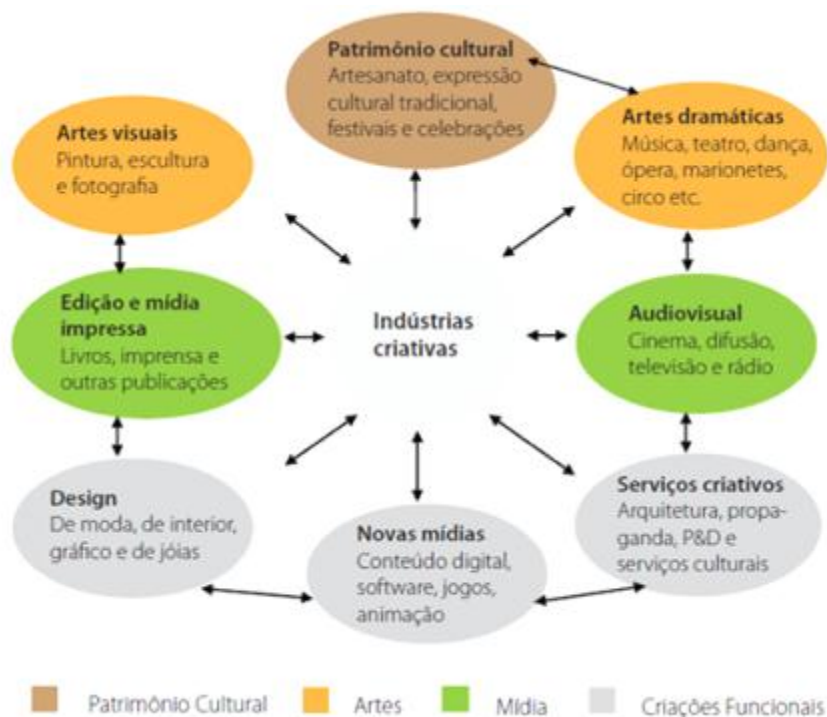 Patrimônio cultural
Artesanato, expressão
cultural tradicional,
festivais e celebrações
Artes visuais
Pintura, escultura
e fotografia
Artes dramáticas
Música, teatro, dança,
ópera, marionetes,
circo etc.
Edição e mídia
impressa
Livros, imprensa e
outras publicações
Indústrias
criativas
Audiovisual
Cinema, difusão,
televisão e rádio
Design
De moda, de interior,
gráfico e de jóias
Novas mídias
Conteúdo digital,
software, jogos,
animação
Serviços criativos
Arquitetura, propa-
ganda, P&D e
serviços culturais
Patrimônio Cultural
Artes
Mídia
Criações Funcionais